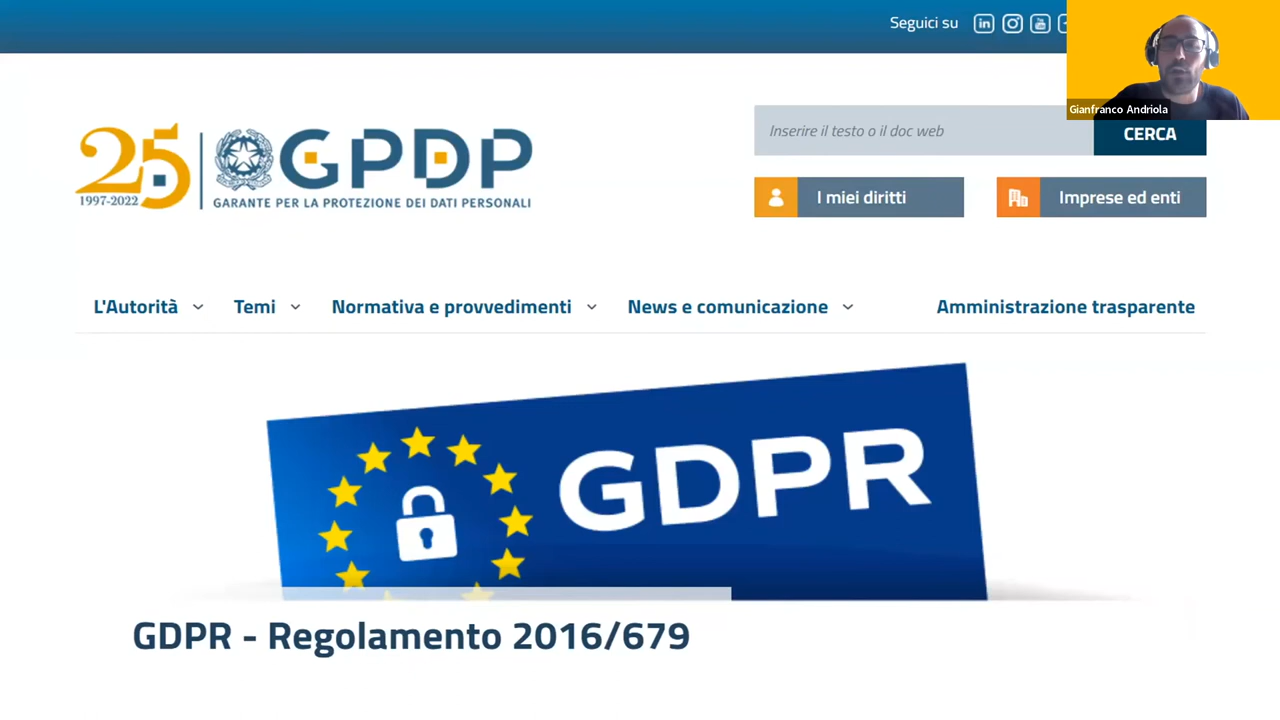 Seguici su
Gianfranco Andriola
25
1997-2022
GPDP
GARANTE PER LA PROTEZIONE DEI DATI PERSONALI
Inserire il testo o il doc web
CERCA
I miei diritti
Imprese ed enti
L'Autorità
Temi
Normativa e provvedimenti
News e comunicazione
Amministrazione trasparente
GDPR
GDPR - Regolamento 2016/679